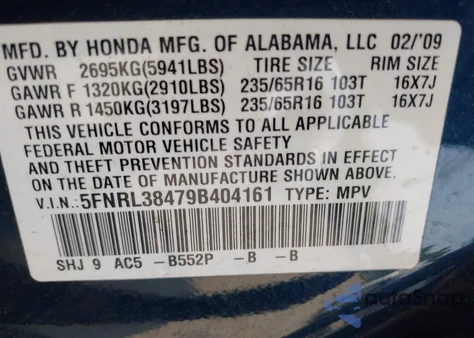 MFD. BY HONDA MFG. OF ALABAMA, LLC 02/'09
GVWR 2695KG(5941LBS) TIRE SIZE RIM SIZE
GAWR F 1320KG(2910LBS) 235/65R16 103T 16X7J
GAWR R 1450KG(3197LBS) 235/65R16 103T 16X7J
THIS VEHICLE CONFORMS TO ALL APPLICABLE
FEDERAL MOTOR VEHICLE SAFETY
AND THEFT PREVENTION STANDARDS IN EFFECT
ON THE DATE OF MANUFACTURE SHOWN ABOVE.
V.I.N.:5FNRL38479B404161 TYPE: MPV
SHJ 9 AC5 -B552P -B -B
autoSnap